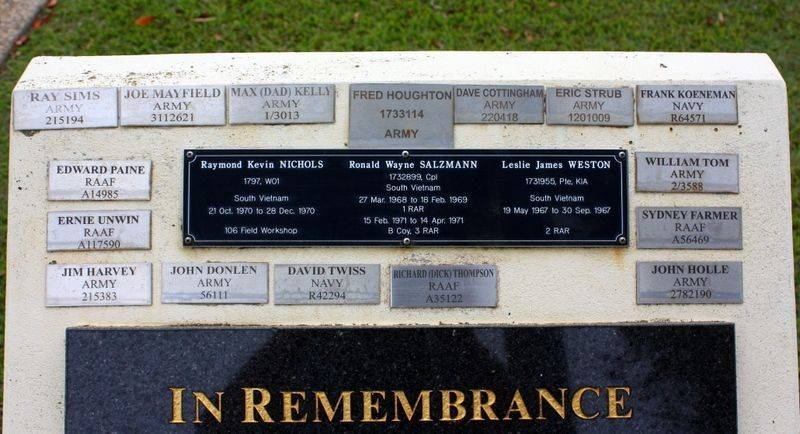 RAY SIMS
ARMY
215194
JOE MAYFIELD
ARMY
3112621
MAX (DAD) KELLY
ARMY
1/3013
FRED HOUGHTON
1733114
ARMY
DAVE COTTINGHAM
ARMY
220418
ERIC STRUB
ARMY
1201009
FRANK KOENEMAN
NAVY
R64571
EDWARD PAINE
RAAF
A14985
Raymond Kevin NICHOLS
1797, WO1
South Vietnam
21 Oct. 1970 to 28 Dec. 1970
106 Field Workshop
Ronald Wayne SALZMANN
1732899, Cpl
South Vietnam
27 Mar. 1968 to 18 Feb. 1969
1 RAR
15 Feb. 1971 to 14 Apr. 1971
B Coy, 3 RAR
Leslie James WESTON
1731955, Pte, KIA
South Vietnam
19 May 1967 to 30 Sep. 1967
2 RAR
WILLIAM TOM
ARMY
2/3588
ERNIE UNWIN
RAAF
A117590
SYDNEY FARMER
RAAF
A56469
JIM HARVEY
ARMY
215383
JOHN DONLEN
ARMY
56111
DAVID TWISS
NAVY
R42294
RICHARD (DICK) THOMPSON
RAAF
A35122
JOHN HOLLE
ARMY
2782190
IN REMEMBRANCE